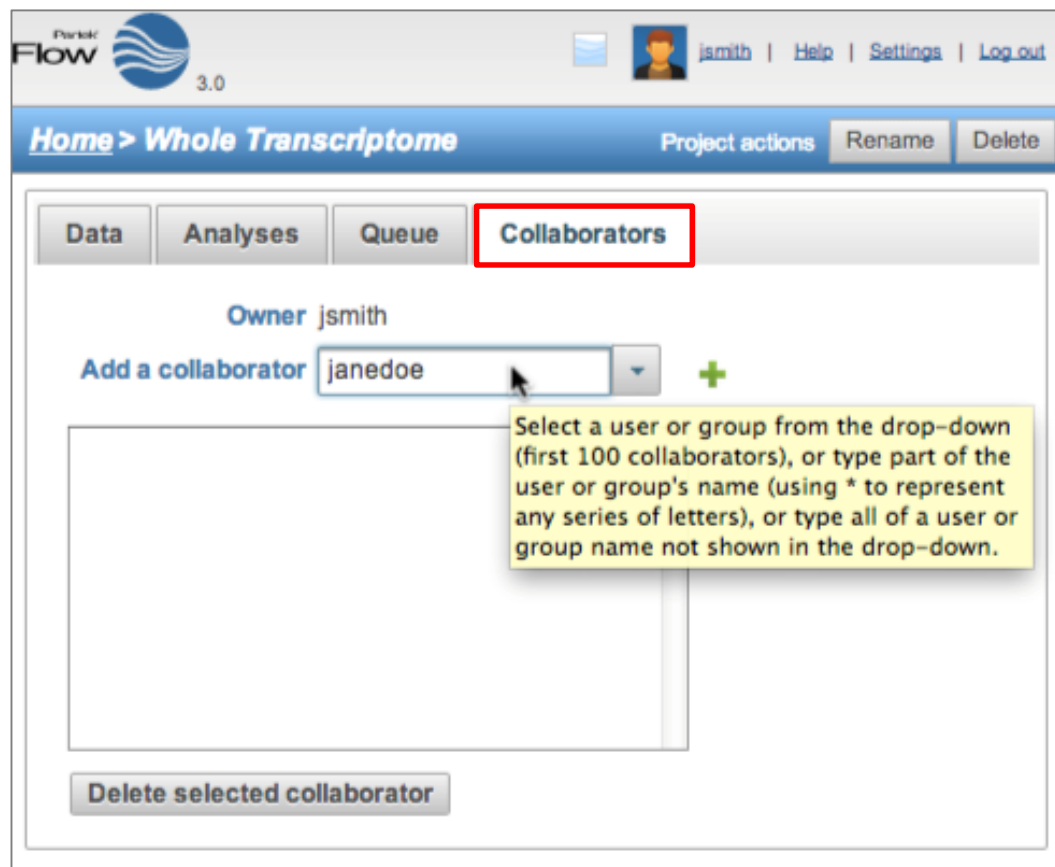 Partek
Flow
3.0
jsmith | Help | Settings | Log out
Home > Whole Transcriptome
Project actions Rename Delete
Data Analyses Queue Collaborators
Owner jsmith
Add a collaborator janedoe
Select a user or group from the drop-down
(first 100 collaborators), or type part of the
user or group's name (using * to represent
any series of letters), or type all of a user or
group name not shown in the drop-down.
Delete selected collaborator